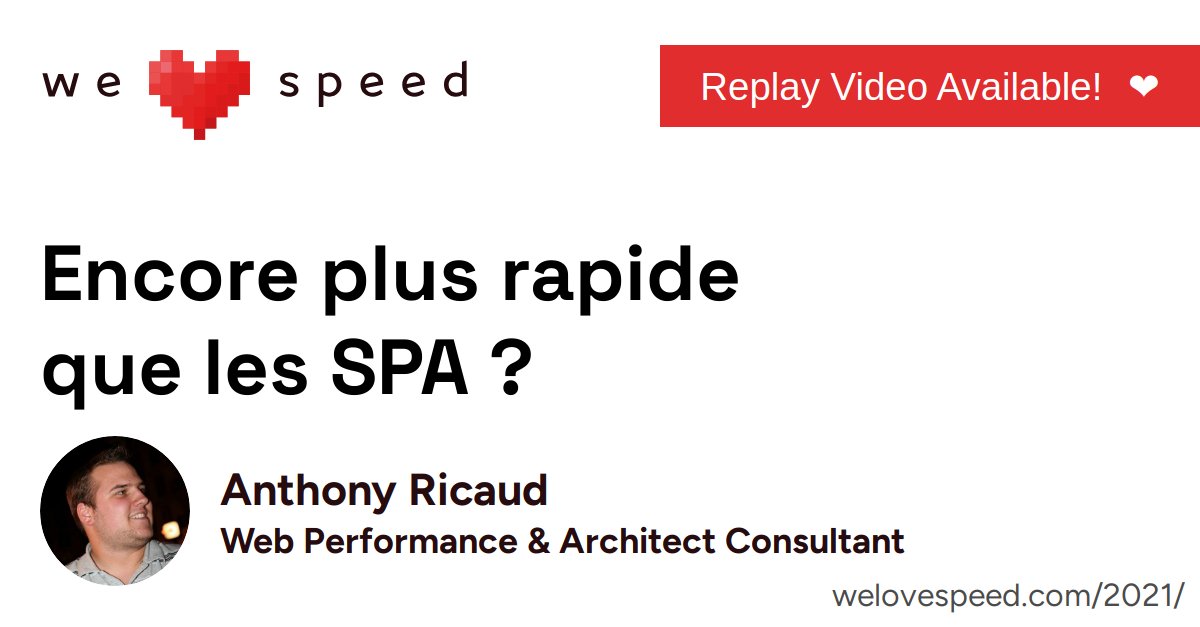 we speed
Replay Video Available! ❤
Encore plus rapide
que les SPA ?
Anthony Ricaud
Web Performance & Architect Consultant
welovespeed.com/2021/